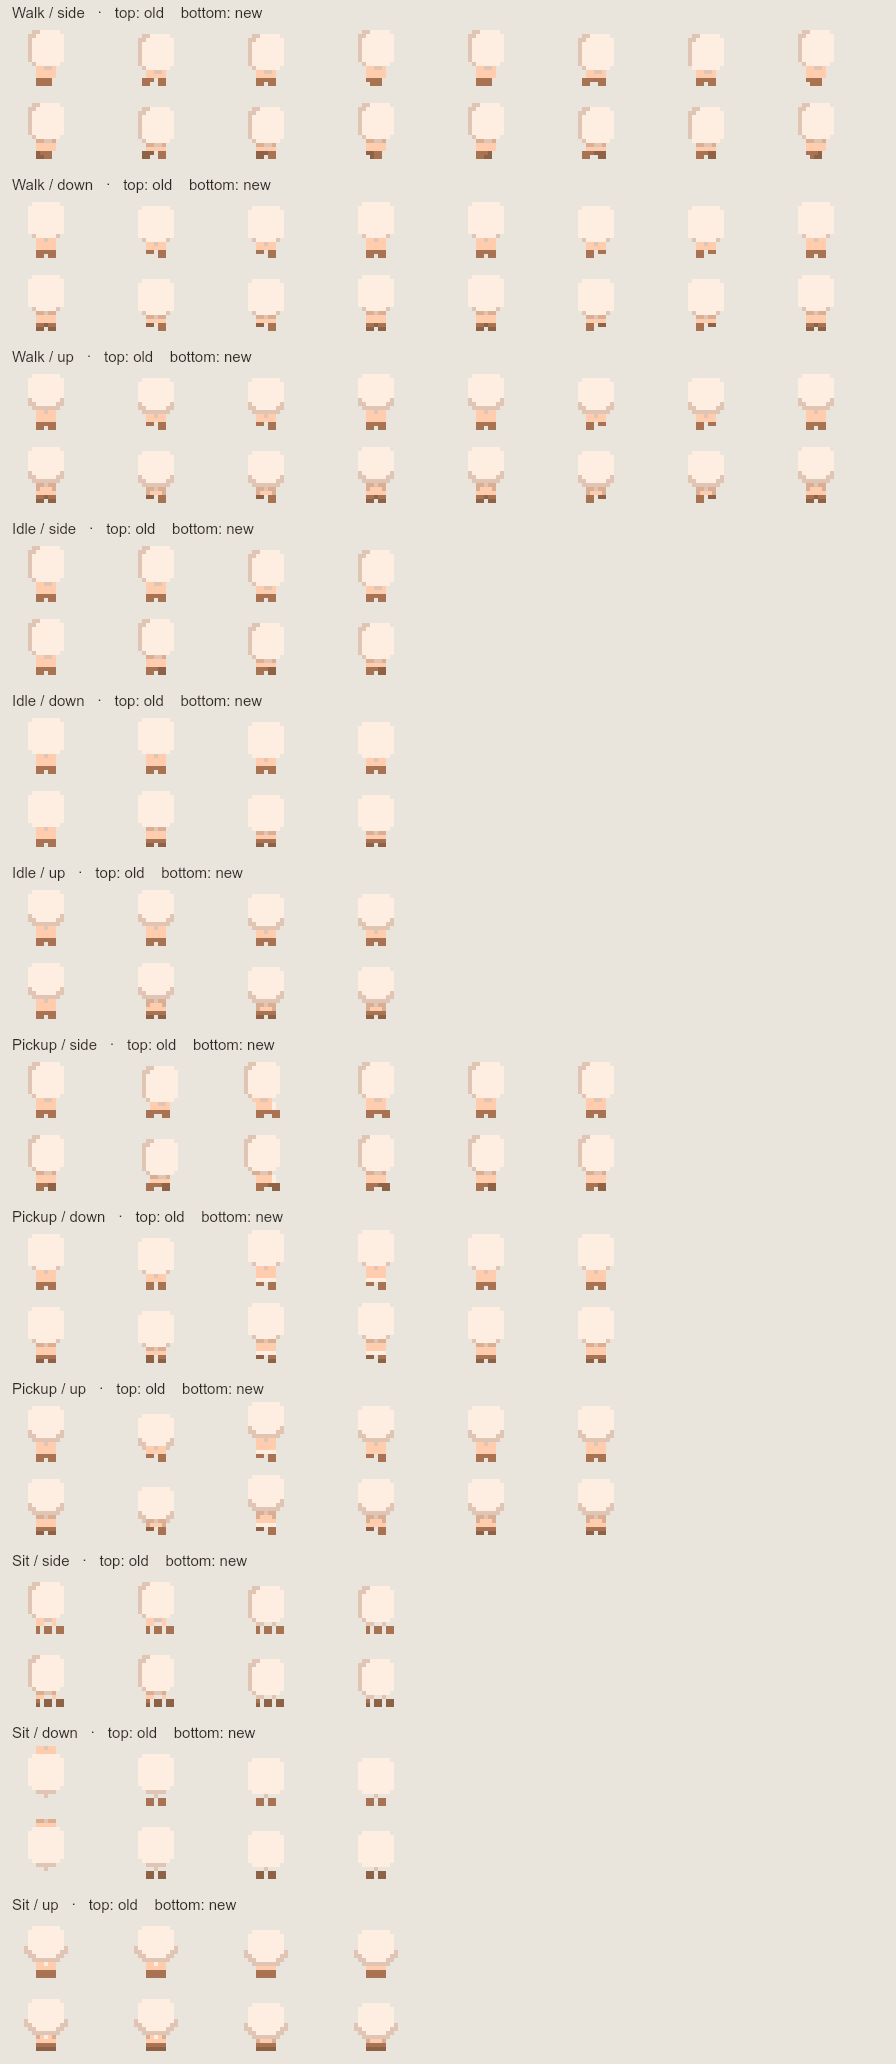 Walk / side · top: old bottom: new
Walk / down · top: old bottom: new
Walk / up · top: old bottom: new
Idle / side · top: old bottom: new
Idle / down · top: old bottom: new
Idle / up · top: old bottom: new
Pickup / side · top: old bottom: new
Pickup / down · top: old bottom: new
Pickup / up · top: old bottom: new
Sit / side · top: old bottom: new
Sit / down · top: old bottom: new
Sit / up · top: old bottom: new